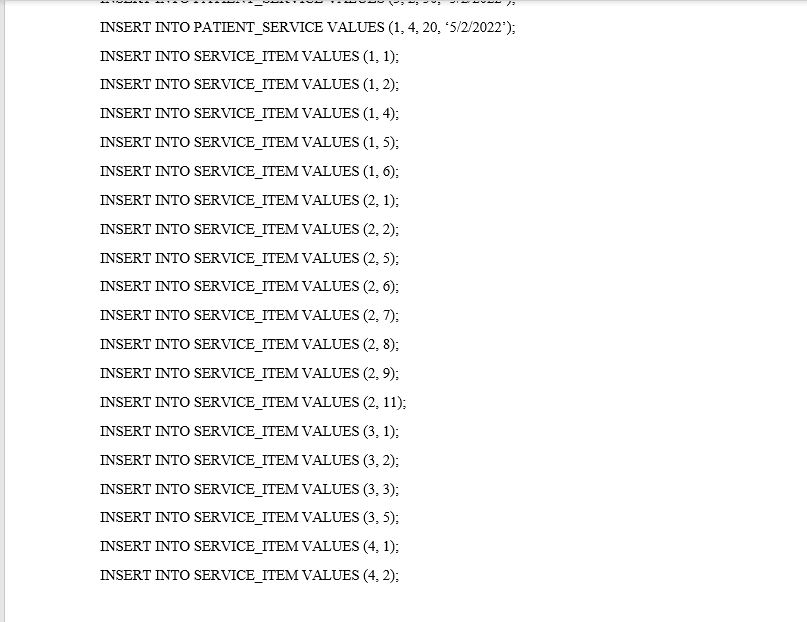 INSERT INTO PATIENT_SERVICE VALUES (1, 4, 20, ‘5/2/2022’);
INSERT INTO SERVICE_ITEM VALUES (1, 1);
INSERT INTO SERVICE_ITEM VALUES (1, 2);
INSERT INTO SERVICE_ITEM VALUES (1, 4);
INSERT INTO SERVICE_ITEM VALUES (1, 5);
INSERT INTO SERVICE_ITEM VALUES (1, 6);
INSERT INTO SERVICE_ITEM VALUES (2, 1);
INSERT INTO SERVICE_ITEM VALUES (2, 2);
INSERT INTO SERVICE_ITEM VALUES (2, 5);
INSERT INTO SERVICE_ITEM VALUES (2, 6);
INSERT INTO SERVICE_ITEM VALUES (2, 7);
INSERT INTO SERVICE_ITEM VALUES (2, 8);
INSERT INTO SERVICE_ITEM VALUES (2, 9);
INSERT INTO SERVICE_ITEM VALUES (2, 11);
INSERT INTO SERVICE_ITEM VALUES (3, 1);
INSERT INTO SERVICE_ITEM VALUES (3, 2);
INSERT INTO SERVICE_ITEM VALUES (3, 3);
INSERT INTO SERVICE_ITEM VALUES (3, 5);
INSERT INTO SERVICE_ITEM VALUES (4, 1);
INSERT INTO SERVICE_ITEM VALUES (4, 2);